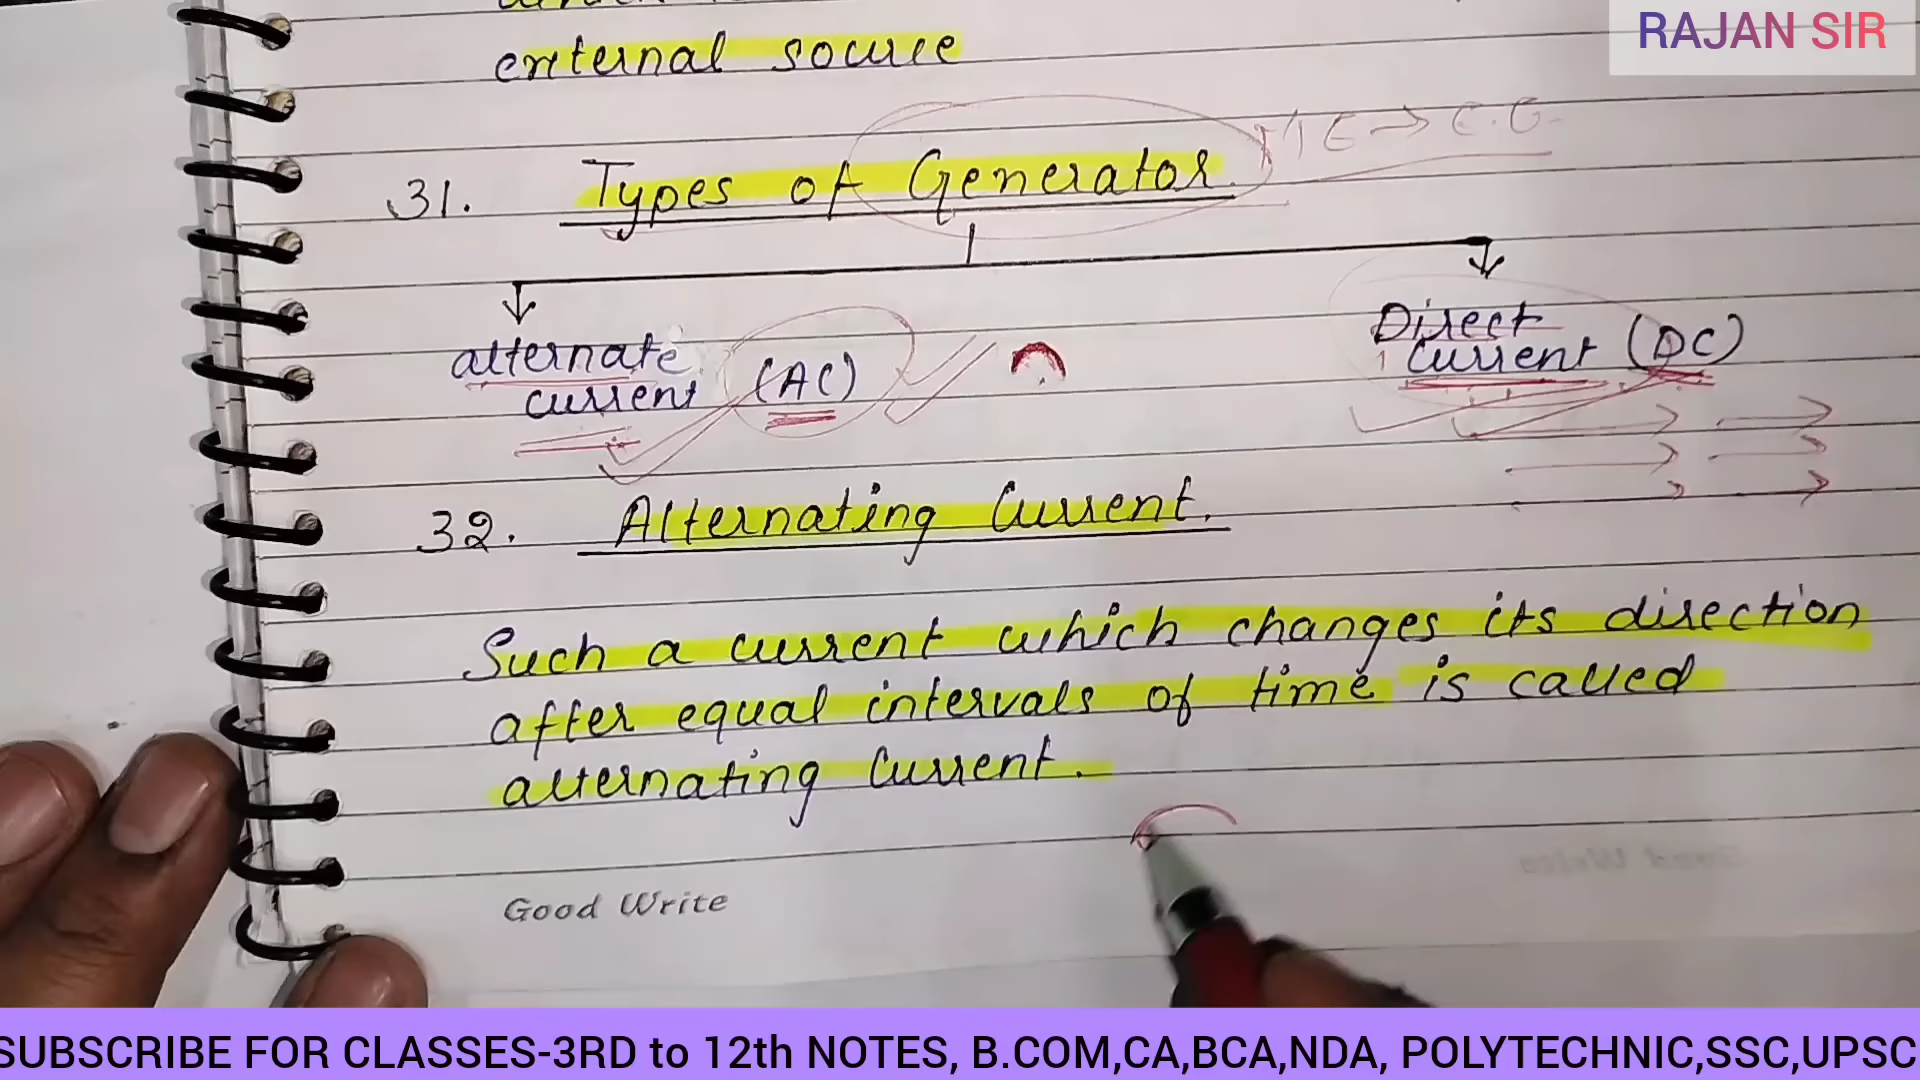 RAJAN SIR
external source
31. Types of Generator.
alternate
current (AC)
Direct
Current (DC)
32. Alternating Current.
Such a current which changes its direction
after equal intervals of time is called
alternating Current.
Good Write
SUBSCRIBE FOR CLASSES-3RD to 12th NOTES, B.COM,CA,BCA,NDA, POLYTECHNIC,SSC,UPSC